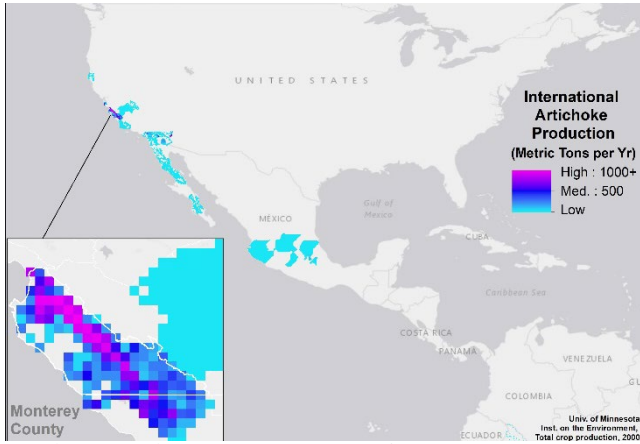 UNITED STATES
International
Artichoke
Production
(Metric Tons per Yr)
High : 1000+
Med. : 500
Low
Gulf of
Mexico
MÉXICO
CUBA
Caribbean Sea
COSTA RICA
PANAMA
VENEZUELA
COLOMBIA
ECUADOR
Monterey
County
Univ. of Minnesota
Inst. on the Environment,
Total crop production, 2000